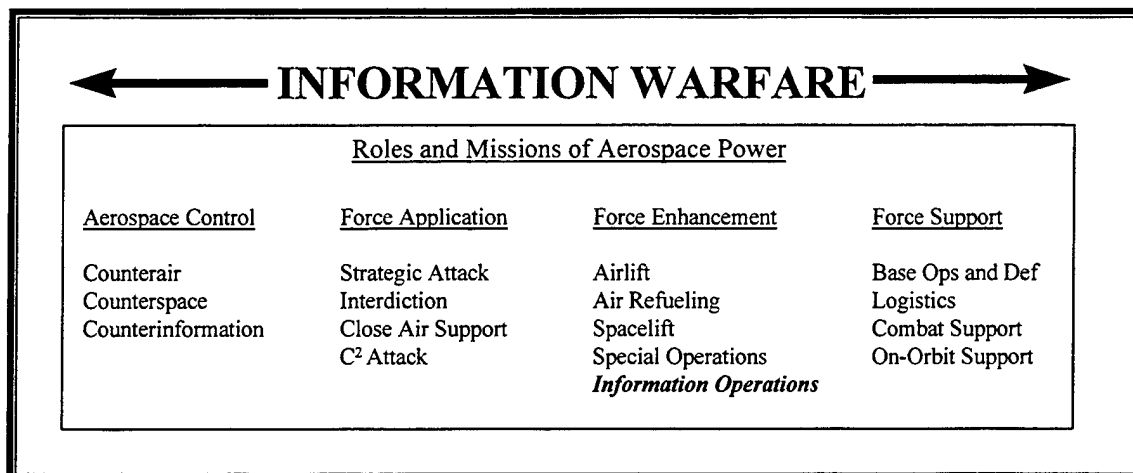 INFORMATION WARFARE
Roles and Missions of Aerospace Power
Aerospace Control Force Application Force Enhancement Force Support
Counterair Strategic Attack Airlift Base Ops and Def
Counterspace Interdiction Air Refueling Logistics
Counterinformation Close Air Support Spacelift Combat Support
C² Attack Special Operations On-Orbit Support
Information Operations